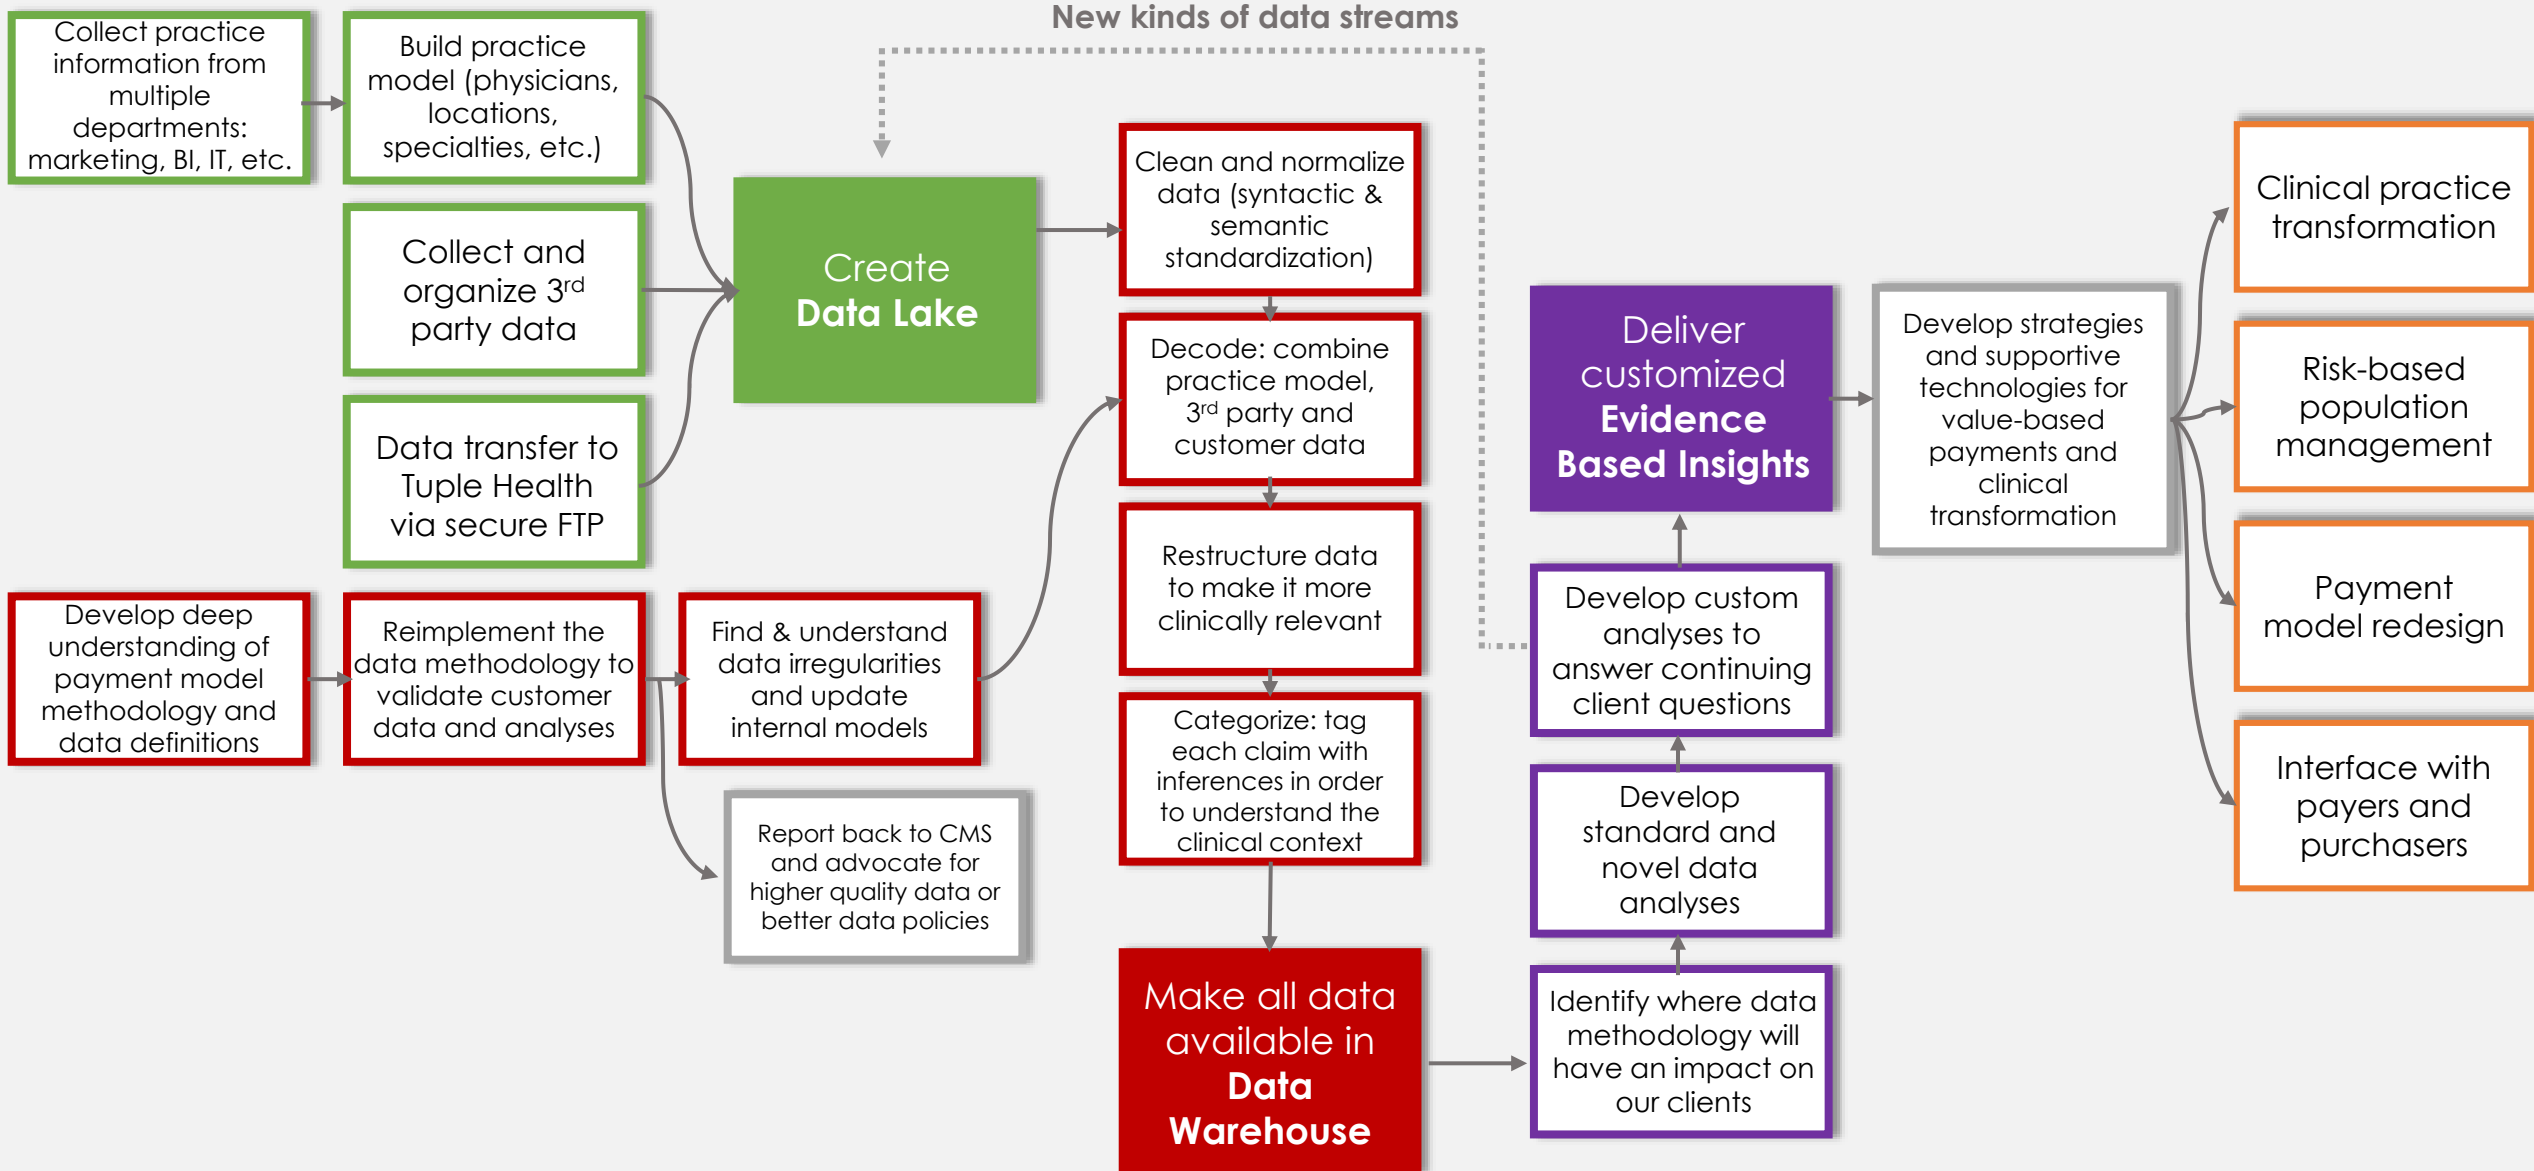 New kinds of data streams
Collect practice
information from
multiple
departments:
marketing, BI, IT, etc.
Build practice
model (physicians,
locations,
specialties, etc.)
Collect and
organize 3rd
party data
Data transfer to
Tuple Health
via secure FTP
Create
Data Lake
Develop deep
understanding of
payment model
methodology and
data definitions
Reimplement the
data methodology to
validate customer
data and analyses
Find & understand
data irregularities
and update
internal models
Report back to CMS
and advocate for
higher quality data or
better data policies
Clean and normalize
data (syntactic &
semantic
standardization)
Decode: combine
practice model,
3rd party and
customer data
Restructure data
to make it more
clinically relevant
Categorize: tag
each claim with
inferences in order
to understand the
clinical context
Make all data
available in
Data
Warehouse
Deliver
customized
Evidence
Based Insights
Develop custom
analyses to
answer continuing
client questions
Develop
standard and
novel data
analyses
Identify where data
methodology will
have an impact on
our clients
Develop strategies
and supportive
technologies for
value-based
payments and
clinical
transformation
Clinical practice
transformation
Risk-based
population
management
Payment
model redesign
Interface with
payers and
purchasers